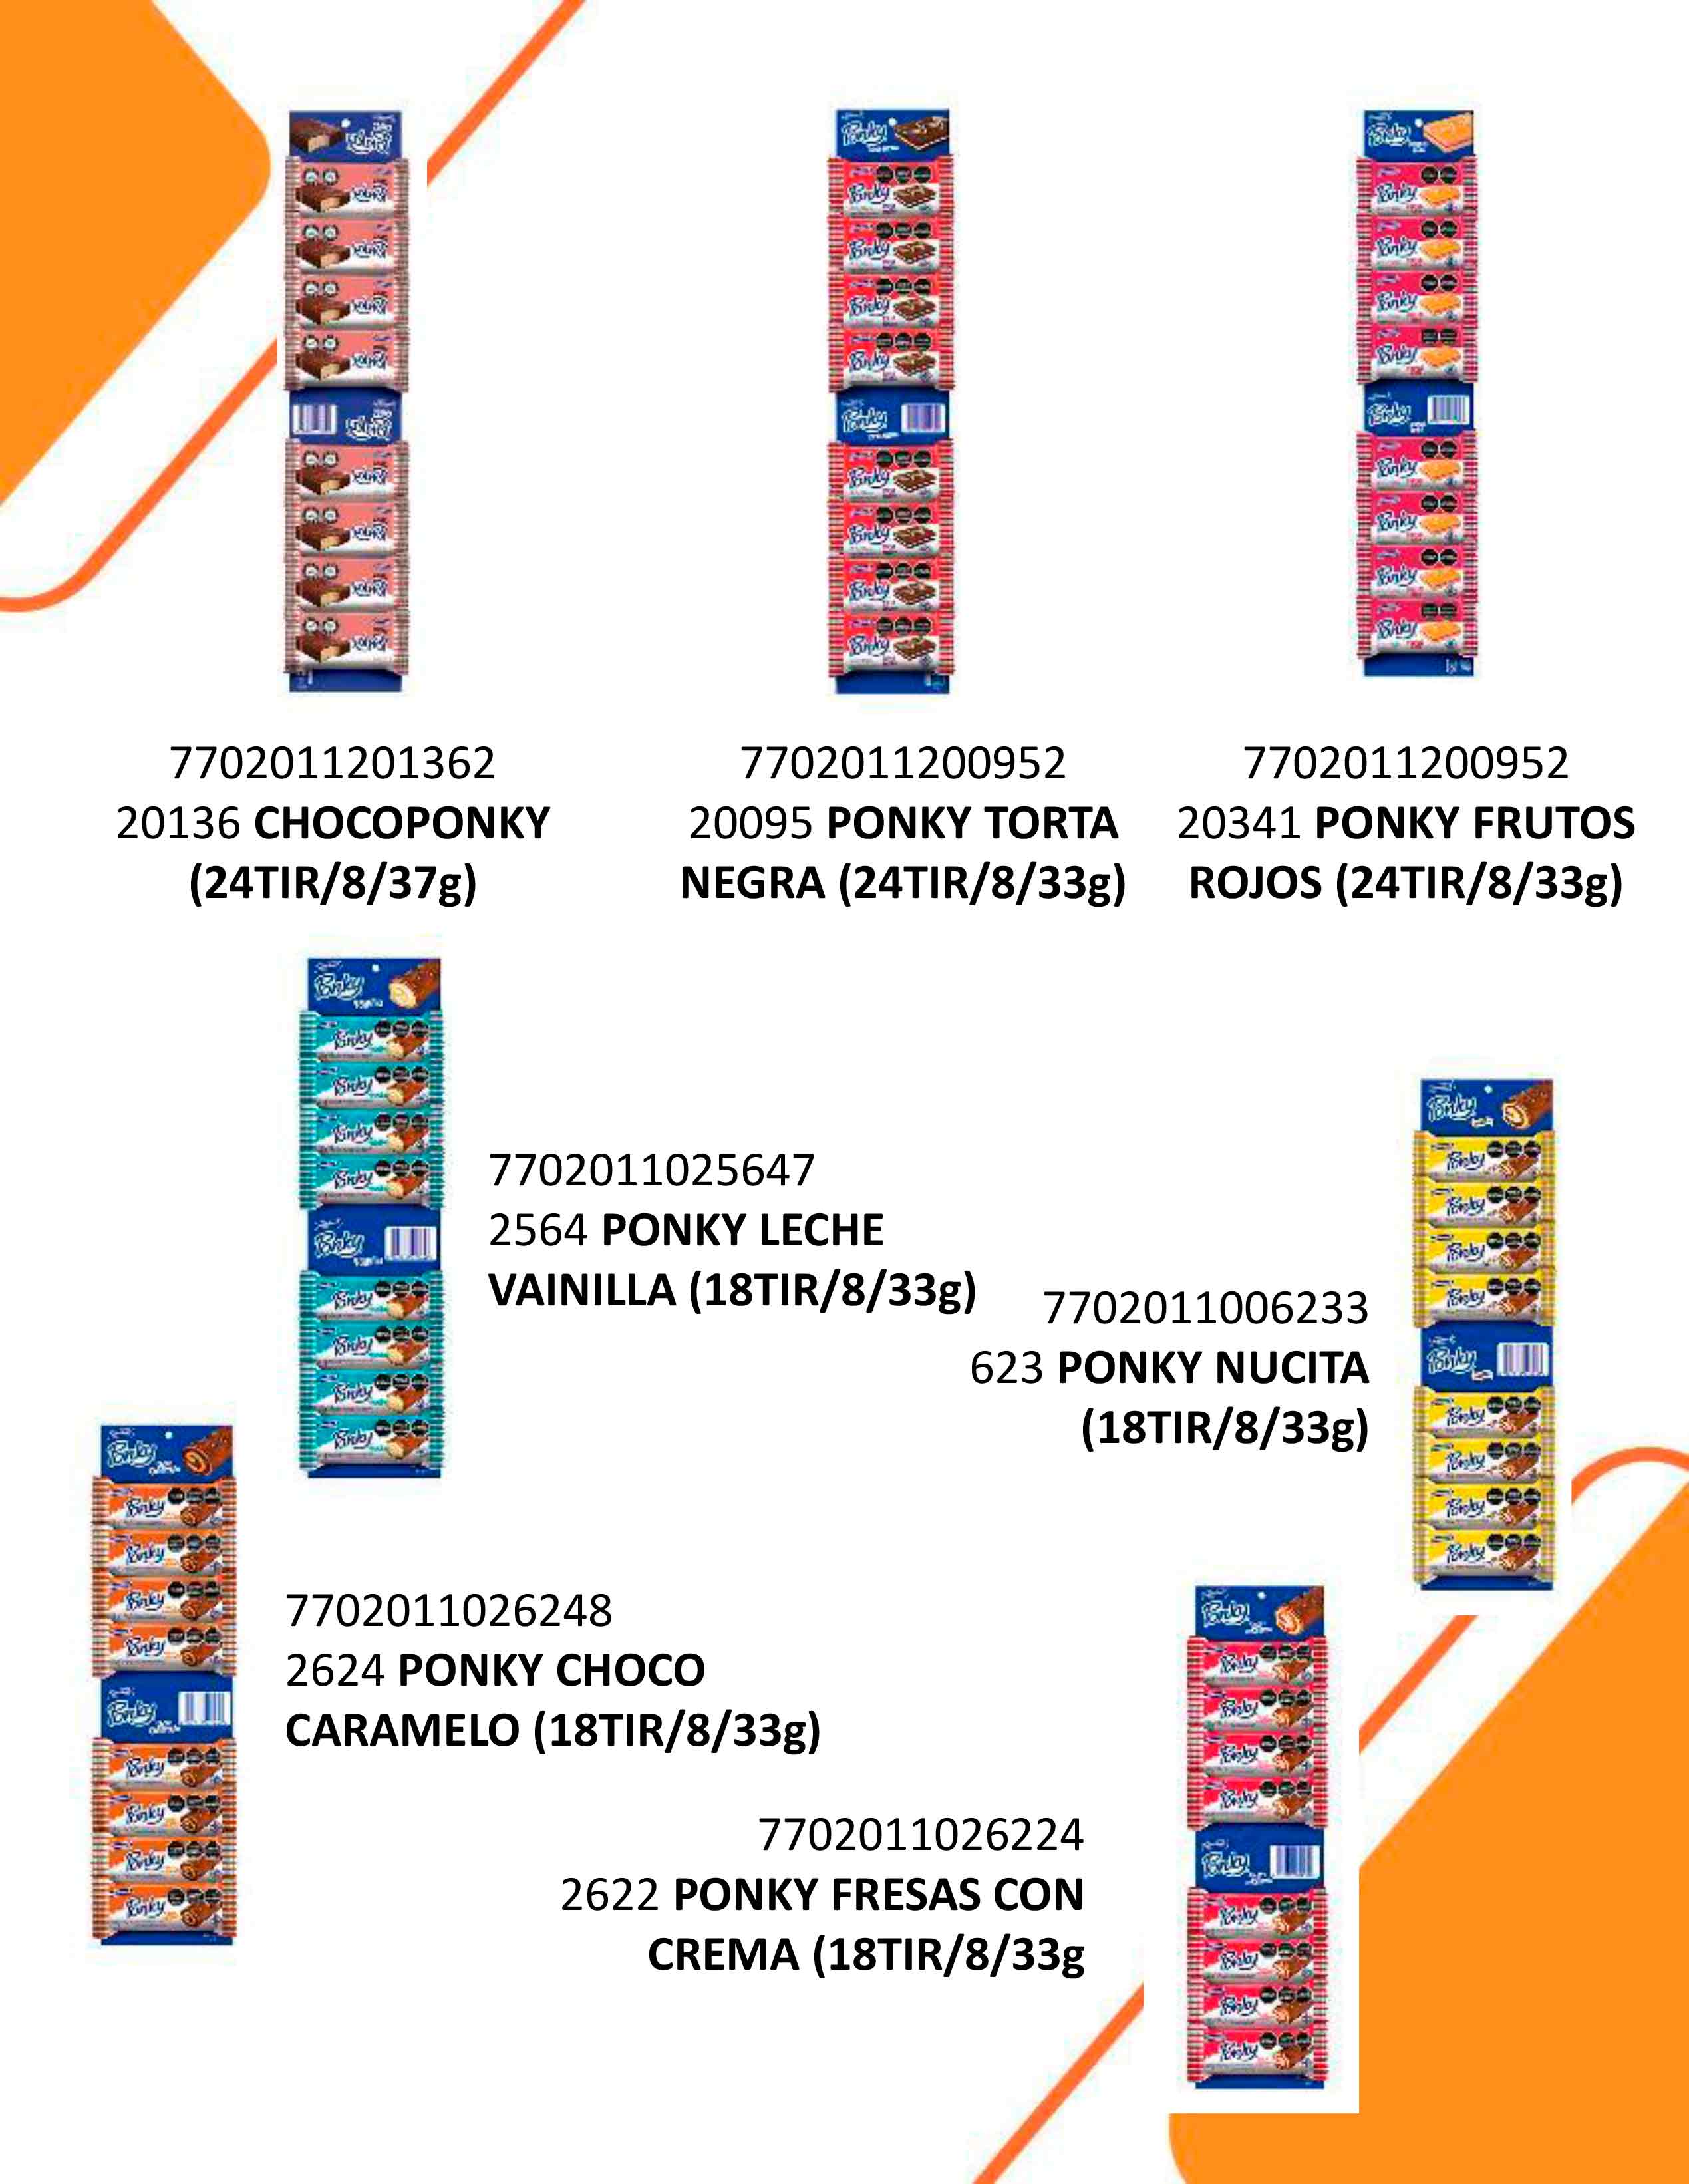 7702011201362
20136 CHOCOPONKY
(24TIR/8/37g)
7702011200952
20095 PONKY TORTA
NEGRA (24TIR/8/33g)
7702011200952
20341 PONKY FRUTOS
ROJOS (24TIR/8/33g)
7702011025647
2564 PONKY LECHE
VAINILLA (18TIR/8/33g)
7702011006233
623 PONKY NUCITA
(18TIR/8/33g)
7702011026248
2624 PONKY CHOCO
CARAMELO (18TIR/8/33g)
7702011026224
2622 PONKY FRESAS CON
CREMA (18TIR/8/33g